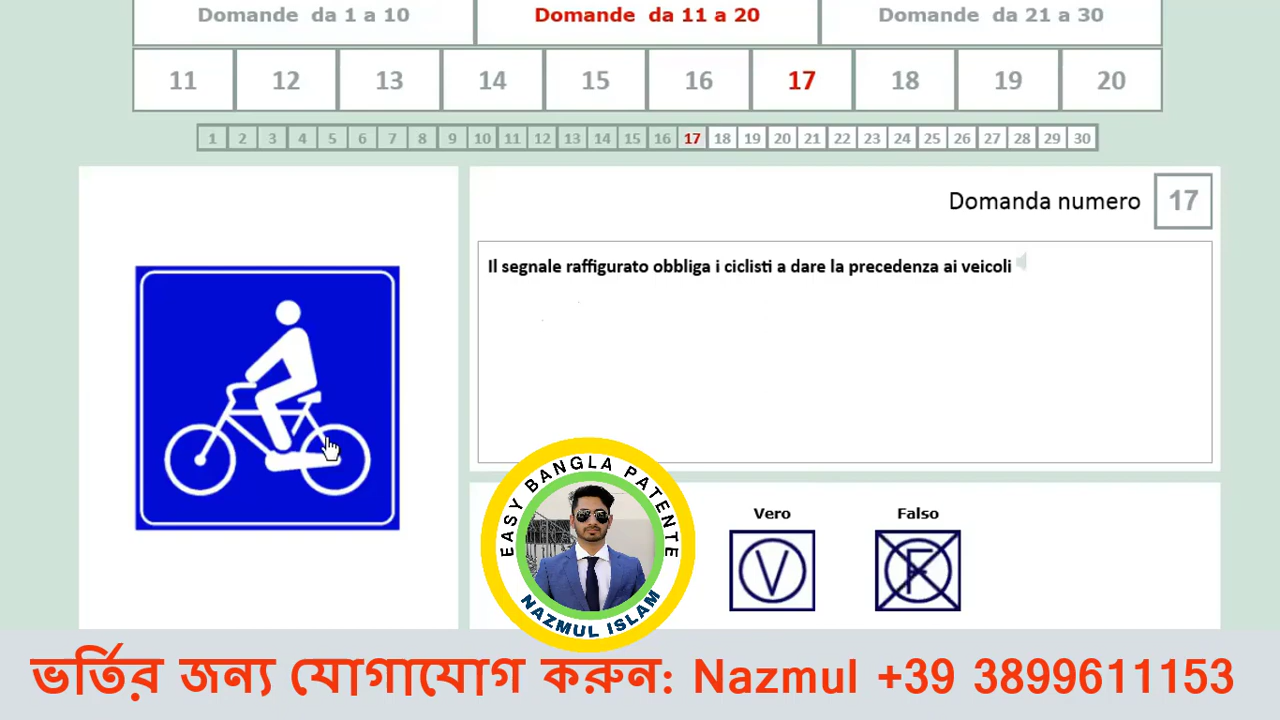 Domande da 1 a 10
Domande da 11 a 20
Domande da 21 a 30
11 12 13 14 15 16 17 18 19 20
1 2 3 4 5 6 7 8 9 10 11 12 13 14 15 16 17 18 19 20 21 22 23 24 25 26 27 28 29 30
Domanda numero 17
Il segnale raffigurato obbliga i ciclisti a dare la precedenza ai veicoli
Vero
Falso
V
F
EASY BANGLA PATENTE
NAZMUL ISLAM
ভর্তির জন্য যোগাযোগ করুন: Nazmul +39 3899611153